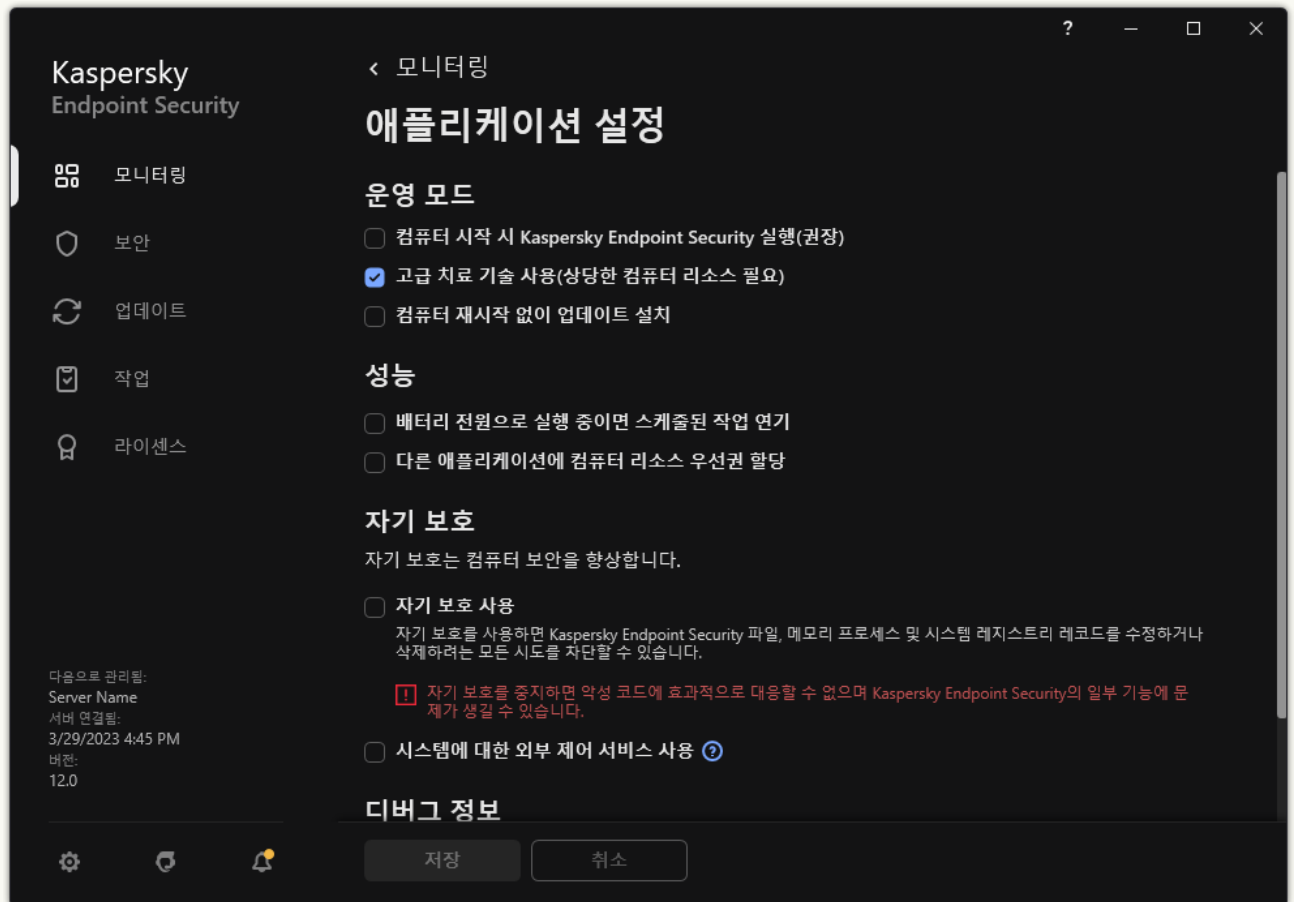 ?
Kaspersky
Endpoint Security
모니터링
보안
업데이트
작업
라이센스
다음으로 관리됨:
Server Name
서버 연결됨:
3/29/2023 4:45 PM
버전:
12.0
모니터링
애플리케이션 설정
운영 모드
컴퓨터 시작 시 Kaspersky Endpoint Security 실행(권장)
고급 치료 기술 사용(상당한 컴퓨터 리소스 필요)
컴퓨터 재시작 없이 업데이트 설치
성능
배터리 전원으로 실행 중이면 스케줄된 작업 연기
다른 애플리케이션에 컴퓨터 리소스 우선권 할당
자기 보호
자기 보호는 컴퓨터 보안을 향상합니다.
자기 보호 사용
자기 보호를 사용하면 Kaspersky Endpoint Security 파일, 메모리 프로세스 및 시스템 레지스트리 레코드를 수정하거나
삭제하려는 모든 시도를 차단할 수 있습니다.
자기 보호를 중지하면 악성 코드에 효과적으로 대응할 수 없으며 Kaspersky Endpoint Security의 일부 기능에 문
제가 생길 수 있습니다.
시스템에 대한 외부 제어 서비스 사용 ?
디버그 정보
저장
취소